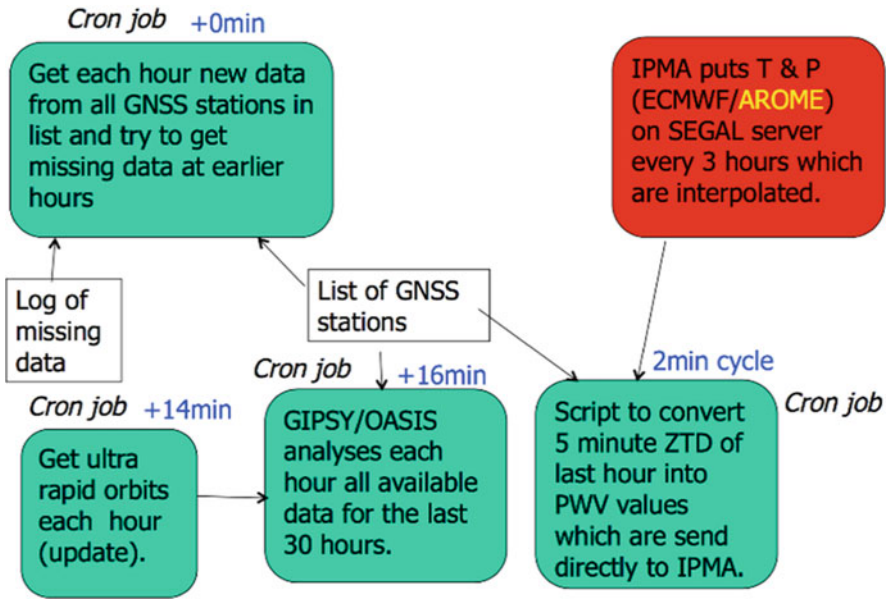 Cron job +0min
Get each hour new data
from all GNSS stations in
list and try to get
missing data at earlier
hours
IPMA puts T & P
(ECMWF/AROME)
on SEGAL server
every 3 hours which
are interpolated.
Log of
missing
data
List of GNSS
stations
Cron job +14min
Get ultra
rapid orbits
each hour
(update).
Cron job +16min
GIPSY/OASIS
analyses each
hour all available
data for the last
30 hours.
2min cycle
Cron job
Script to convert
5 minute ZTD of
last hour into
PWV values
which are send
directly to IPMA.